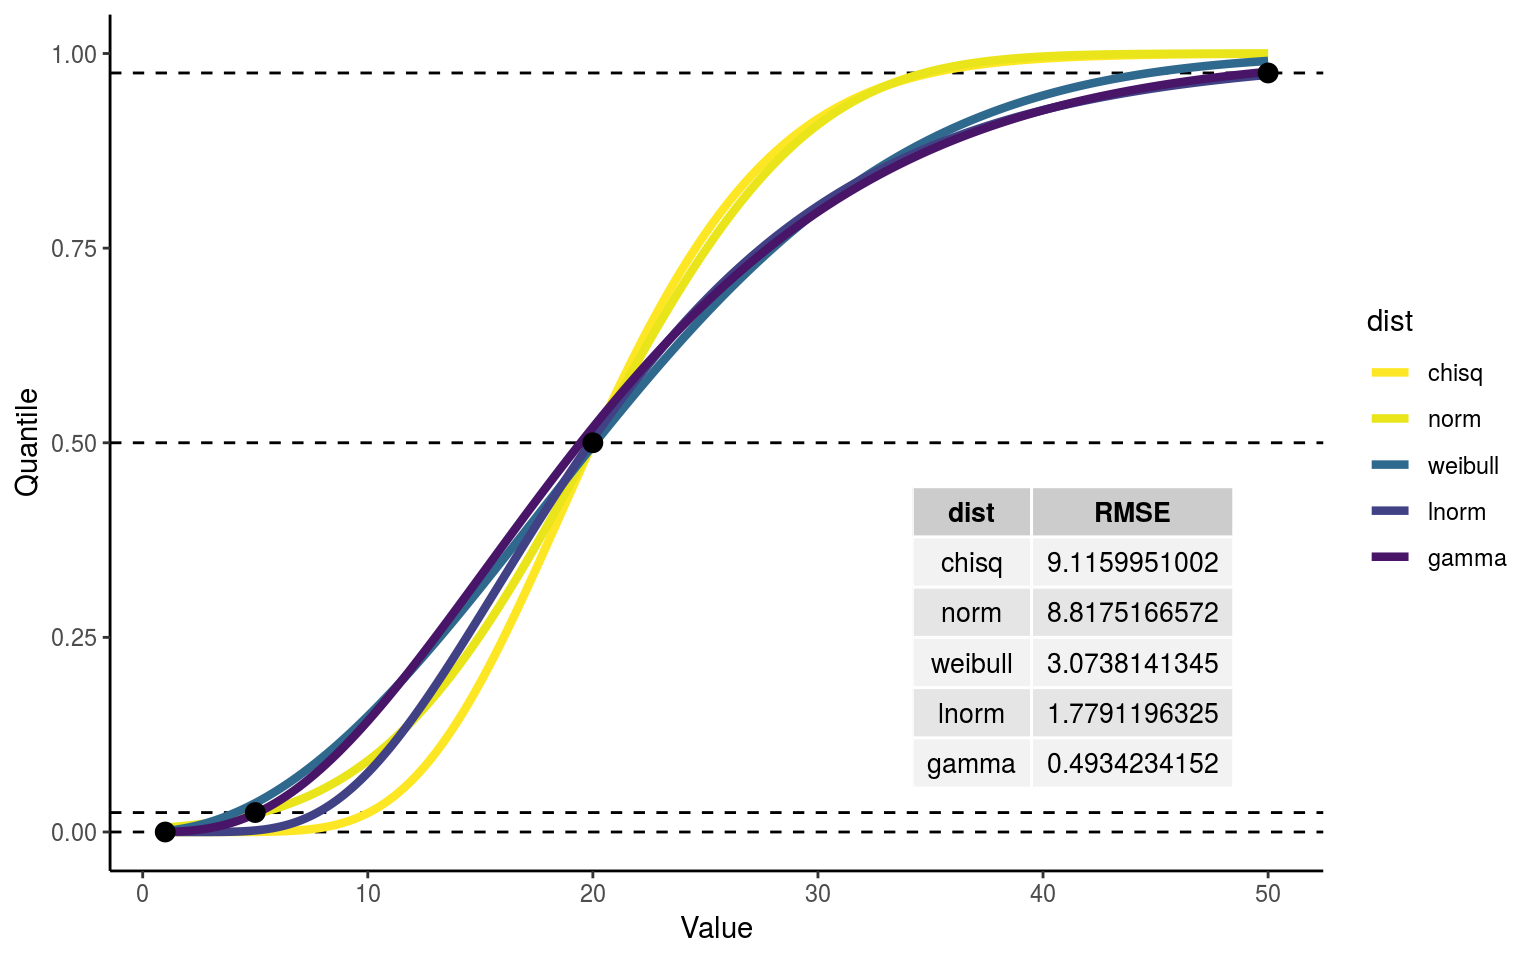 1.00
0.75
0.50
0.25
0.00
Quantile
0 10 20 30 40 50
Value
dist RMSE
chisq 9.1159951002
norm 8.8175166572
weibull 3.0738141345
lnorm 1.7791196325
gamma 0.4934234152
dist
chisq
norm
weibull
lnorm
gamma